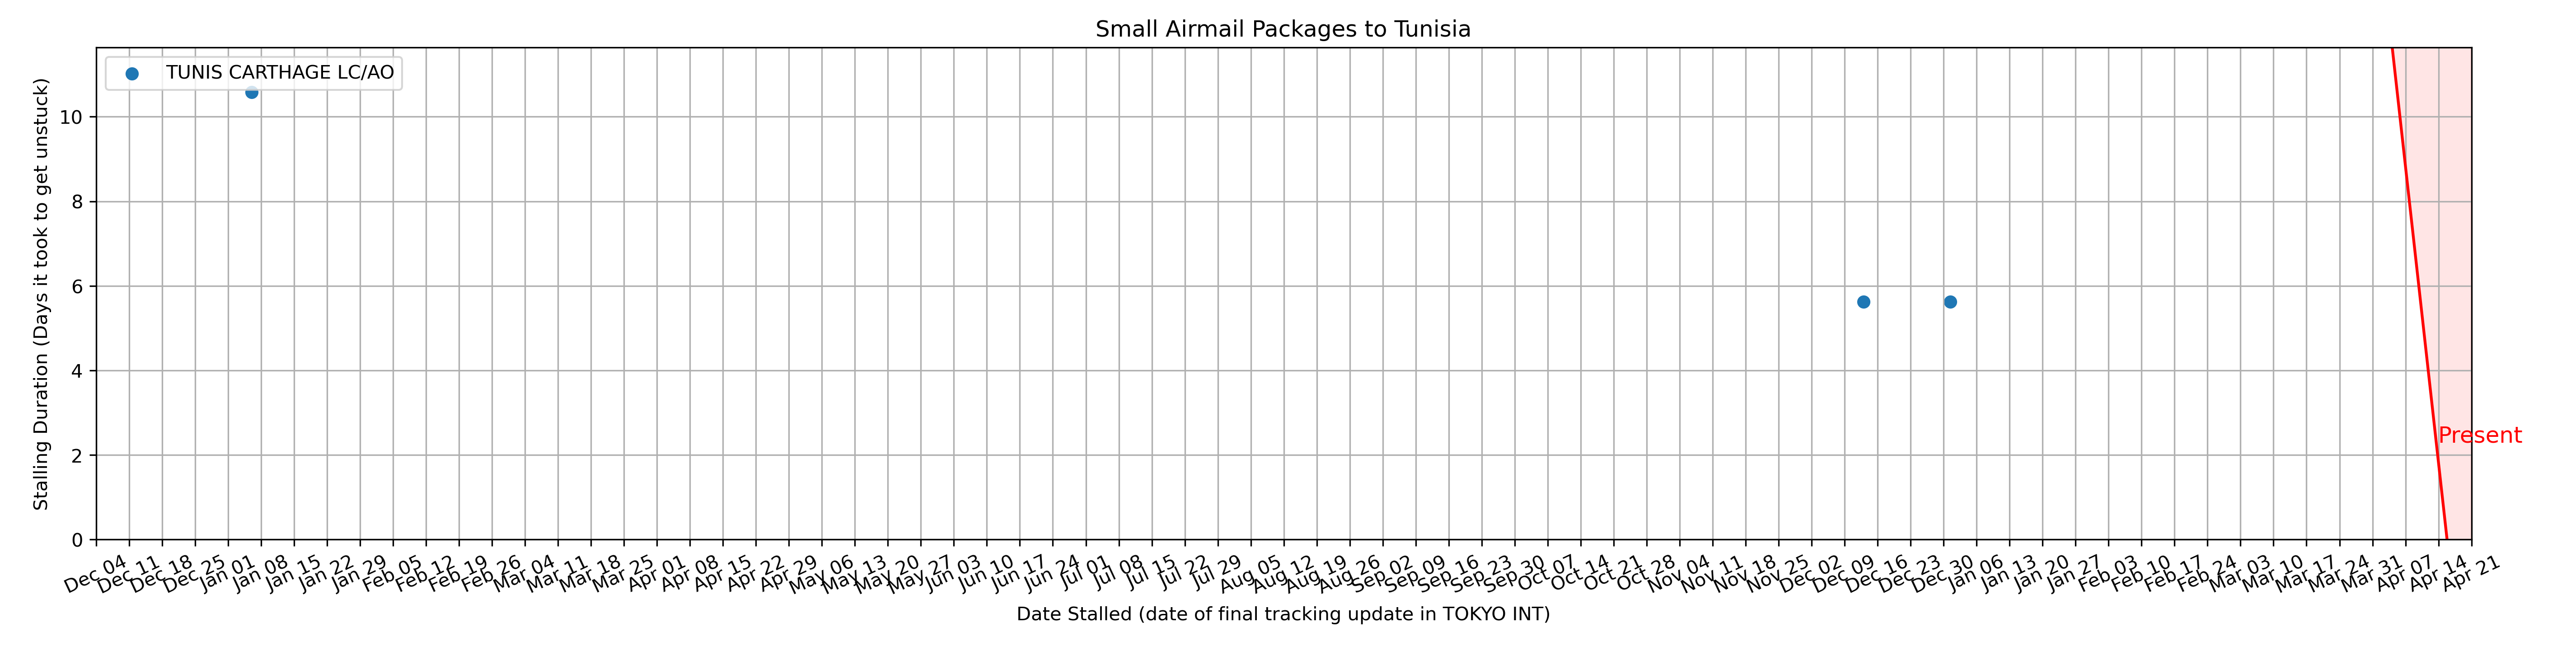 Small Airmail Packages to Tunisia
TUNIS CARTHAGE LC/AO
Stalling Duration (Days it took to get unstuck)
10
8
6
4
2
0
Present
Dec 04
Dec 11
Dec 18
Dec 25
Jan 01
Jan 08
Jan 15
Jan 22
Jan 29
Feb 05
Feb 12
Feb 19
Feb 26
Mar 04
Mar 11
Mar 18
Mar 25
Apr 01
Apr 08
Apr 15
Apr 22
Apr 29
May 06
May 13
May 20
May 27
Jun 03
Jun 10
Jun 17
Jun 24
Jul 01
Jul 08
Jul 15
Jul 22
Jul 29
Aug 05
Aug 12
Aug 19
Aug 26
Sep 02
Sep 09
Sep 16
Sep 23
Sep 30
Oct 07
Oct 14
Oct 21
Oct 28
Nov 04
Nov 11
Nov 18
Nov 25
Dec 02
Dec 09
Dec 16
Dec 23
Dec 30
Jan 06
Jan 13
Jan 20
Jan 27
Feb 03
Feb 10
Feb 17
Feb 24
Mar 03
Mar 10
Mar 17
Mar 24
Mar 31
Apr 07
Apr 14
Apr 21
Date Stalled (date of final tracking update in TOKYO INT)